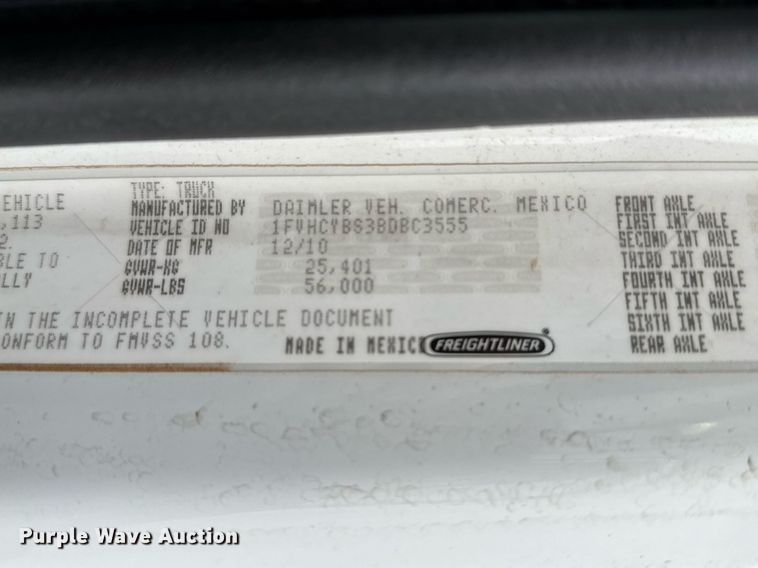 EHICLE
,113
2.
BLE TO
ALLY
TYPE: TRUCK
MANUFACTURED BY DAIMLER VEH. COMERC. MEXICO
VEHICLE ID NO 1FVHCYBS3BDBC3555
DATE OF MFR 12/10
GVWR-KG 25,401
GVWR-LBS 56,000
IN THE INCOMPLETE VEHICLE DOCUMENT
ONFORM TO FMVSS 108.
MADE IN MEXICO FREIGHTLINER®
FRONT AXLE
FIRST INT AXLE
SECOND INT AXLE
THIRD INT AXLE
FOURTH INT AXLE
FIFTH INT AXLE
SIXTH INT AXLE
REAR AXLE
Purple Wave Auction